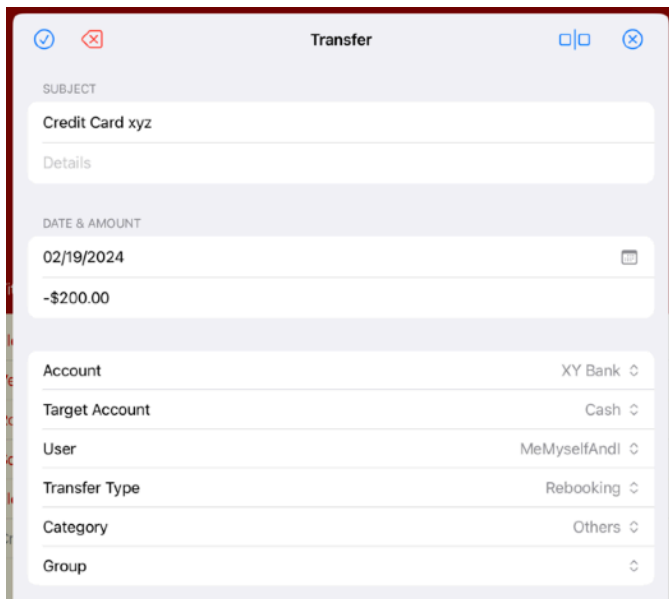 Transfer
SUBJECT
Credit Card xyz
Details
DATE & AMOUNT
02/19/2024
-$200.00
Account XY Bank
Target Account Cash
User MeMyselfAndI
Transfer Type Rebooking
Category Others
Group